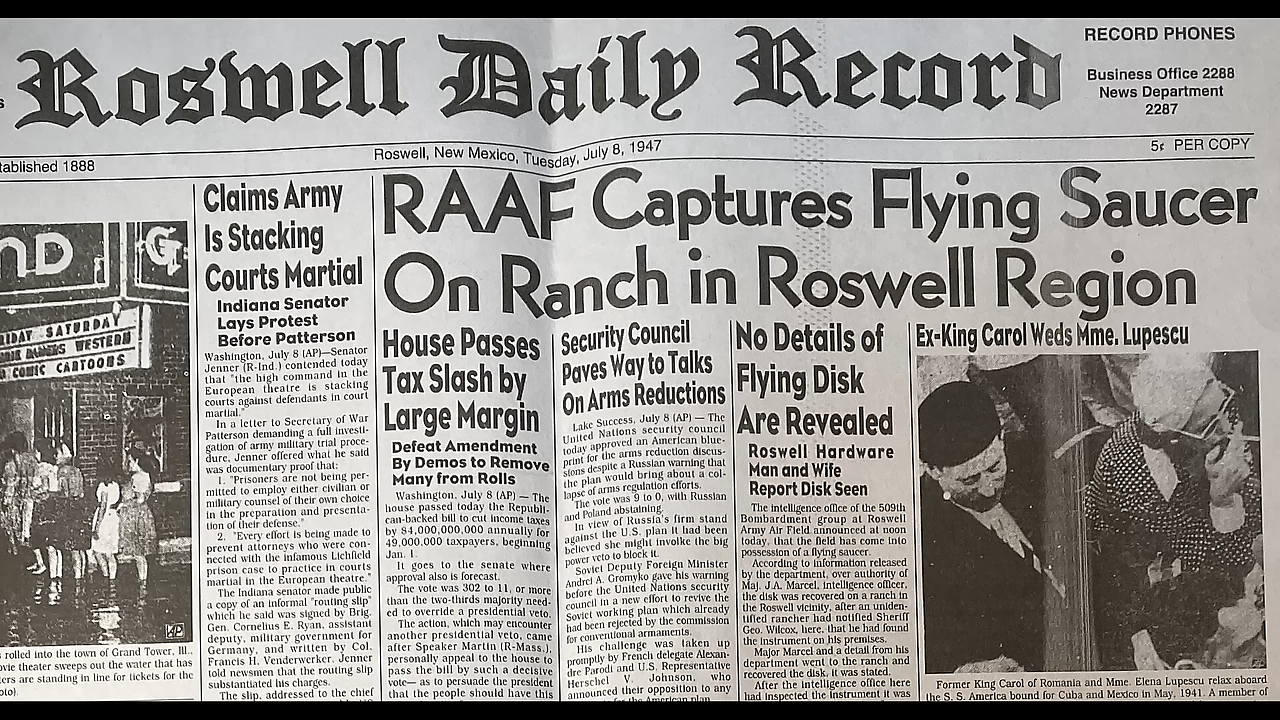 Roswell Daily Record
RECORD PHONES
Business Office 2288
News Department
2287
Established 1888
Roswell, New Mexico, Tuesday, July 8, 1947
5¢ PER COPY
RIDAY SATURDAY
WESTERN
COMIC CARTOONS
rolled into the town of Grand Tower, Ill.,
ovie theater sweeps out the water that has
ters are standing in line for tickets for the
oto).
Claims Army
Is Stacking
Courts Martial
Indiana Senator
Lays Protest
Before Patterson
Washington, July 8 (AP)—Senator
Jenner (R-Ind.) contended today
that "the high command in the
European theatre is stacking
courts against defendants in court
martial."
In a letter to Secretary of War
Patterson demanding a full investi-
gation of army military trial proce-
dure, Jenner offered what he said
was documentary proof that:
1. "Prisoners are not being per-
mitted to employ either civilian or
military counsel of their own choice
in the preparation and presenta-
tion of their defense."
2. "Every effort is being made to
prevent attorneys who were con-
nected with the infamous Lichfield
prison case to practice in courts
martial in the European theatre."
The Indiana senator made public
a copy of an informal "routing slip"
which he said was signed by Brig.
Gen. Cornelius E. Ryan, assistant
deputy, military government for
Germany, and written by Col.
Francis H. Venderwerker. Jenner
told newsmen that the routing slip
substantiated his charges.
The slip, addressed to the chief
RAAF Captures Flying Saucer
On Ranch in Roswell Region
House Passes
Tax Slash by
Large Margin
Defeat Amendment
By Demos to Remove
Many from Rolls
Washington, July 8 (AP) — The
house passed today the Republi-
can-backed bill to cut income taxes
by $4,000,000,000 annually for
49,000,000 taxpayers, beginning
Jan. 1.
It goes to the senate where
approval also is forecast.
The vote was 302 to 11, or more
than the two-thirds majority need-
ed to override a presidential veto.
The action, which may encounter
another presidential veto, came
after Speaker Martin (R-Mass.),
personally appeal to the house to
pass the bill by such a decisive
vote— as to persuade the president
that the people should have this
Security Council
Paves Way to Talks
On Arms Reductions
Lake Success, July 8 (AP) — The
United Nations security council
today approved an American blue-
print for the arms reduction discus-
sions despite a Russian warning that
the plan would bring about a col-
lapse of arms regulation efforts.
The vote was 9 to 0, with Russian
and Poland abstaining.
In view of Russia's firm stand
against the U.S. plan it had been
believed she might invoke the big
power veto to block it.
Soviet Deputy Foreign Minister
Andrei A. Gromyko gave his warning
before the United Nations security
council in a new effort to revive the
Soviet working plan which already
had been rejected by the commission
for conventional armaments.
His challenge was taken up
promptly by French delegate Alexan-
dre Parodi and U.S. Representative
Herschel V. Johnson, who
announced their opposition to any
No Details of
Flying Disk
Are Revealed
Roswell Hardware
Man and Wife
Report Disk Seen
The intelligence office of the 509th
Bombardment group at Roswell
Army Air Field announced at noon
today, that the field has come into
possession of a flying saucer.
According to information released
by the department, over authority of
Maj. J.A. Marcel, intelligence officer,
the disk was recovered on a ranch in
the Roswell vicinity, after an uniden-
tified rancher had notified Sheriff
Geo. Wilcox, here, that he had found
the instrument on his premises.
Major Marcel and a detail from his
department went to the ranch and
recovered the disk, it was stated.
After the intelligence office here
had inspected the instrument it was
Ex-King Carol Weds Mme. Lupescu
Former King Carol of Romania and Mme. Elena Lupescu relax aboard
the S. S. America bound for Cuba and Mexico in May, 1941. A member of